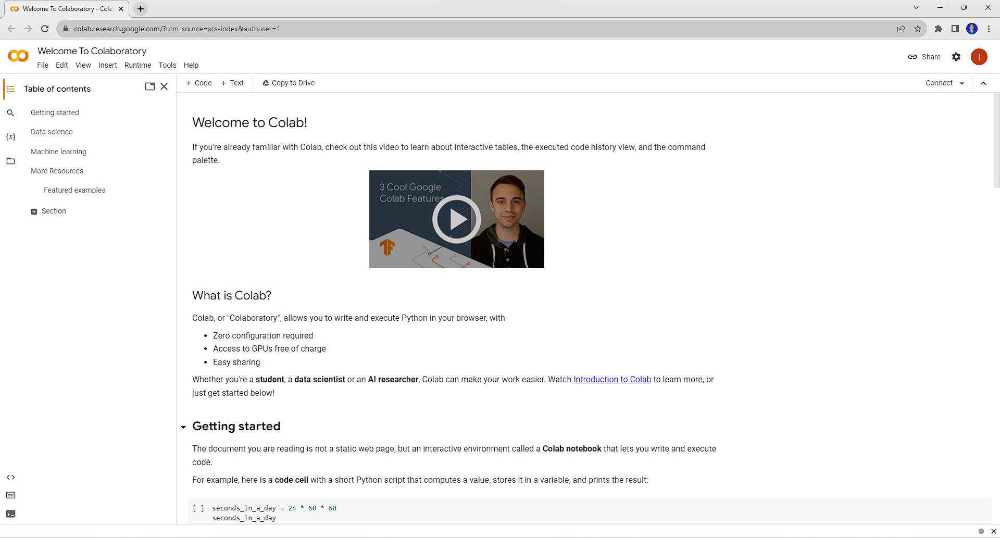 Welcome To Colaboratory - Cola
colab.research.google.com/?utm_source=scs-index&authuser=1
Welcome To Colaboratory
File Edit View Insert Runtime Tools Help
Share
I
Table of contents
Getting started
Data science
Machine learning
More Resources
Featured examples
Section
+ Code + Text Copy to Drive
Connect
Welcome to Colab!
If you're already familiar with Colab, check out this video to learn about interactive tables, the executed code history view, and the command
palette.
3 Cool Google
Colab Features
What is Colab?
Colab, or "Colaboratory", allows you to write and execute Python in your browser, with
• Zero configuration required
• Access to GPUs free of charge
• Easy sharing
Whether you're a student, a data scientist or an AI researcher, Colab can make your work easier. Watch Introduction to Colab to learn more, or
just get started below!
Getting started
The document you are reading is not a static web page, but an interactive environment called a Colab notebook that lets you write and execute
code.
For example, here is a code cell with a short Python script that computes a value, stores it in a variable, and prints the result:
[ ] seconds_in_a_day = 24 * 60 * 60
seconds_in_a_day